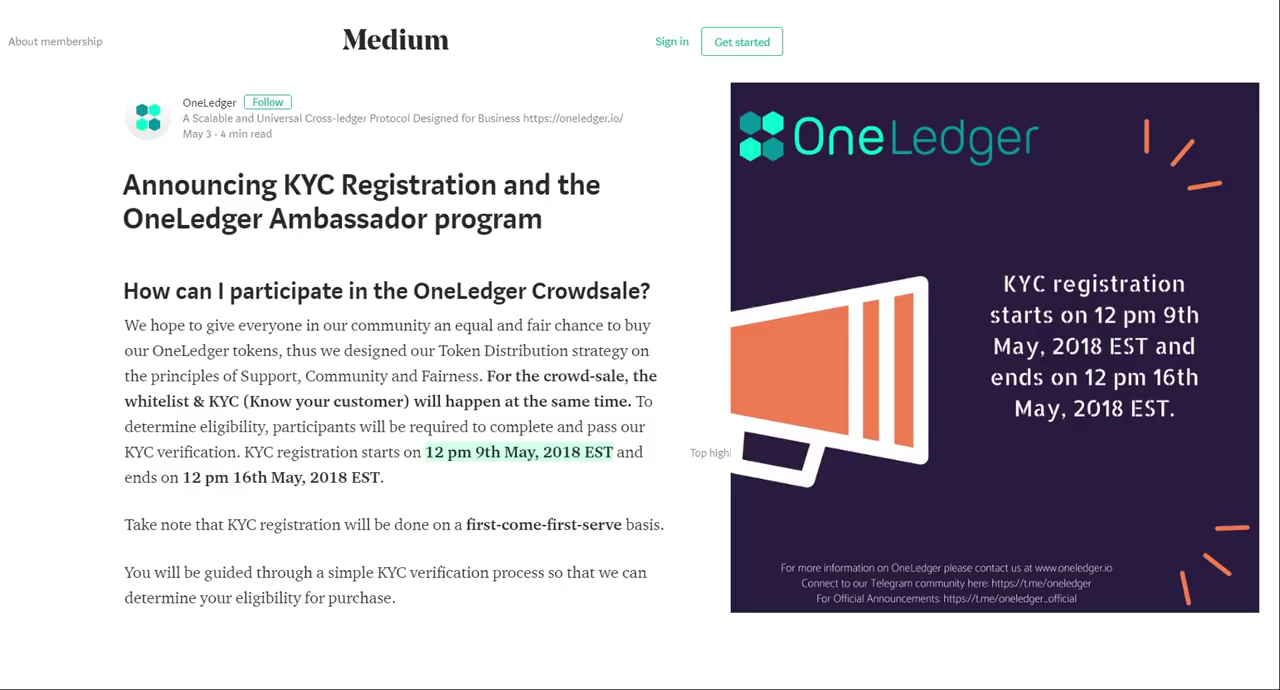 About membership
Medium
Sign in
Get started
OneLedger Follow
A Scalable and Universal Cross-ledger Protocol Designed for Business https://oneledger.io/
May 3 · 4 min read
Announcing KYC Registration and the
OneLedger Ambassador program
How can I participate in the OneLedger Crowdsale?
We hope to give everyone in our community an equal and fair chance to buy
our OneLedger tokens, thus we designed our Token Distribution strategy on
the principles of Support, Community and Fairness. For the crowd-sale, the
whitelist & KYC (Know your customer) will happen at the same time. To
determine eligibility, participants will be required to complete and pass our
KYC verification. KYC registration starts on 12 pm 9th May, 2018 EST and
ends on 12 pm 16th May, 2018 EST.
Take note that KYC registration will be done on a first-come-first-serve basis.
You will be guided through a simple KYC verification process so that we can
determine your eligibility for purchase.
Top highl
OneLedger
KYC registration
starts on 12 pm 9th
May, 2018 EST and
ends on 12 pm 16th
May, 2018 EST.
For more information on OneLedger please contact us at www.oneledger.io
Connect to our Telegram community here: https://t.me/oneledger
For Official Announcements: https://t.me/oneledger_official